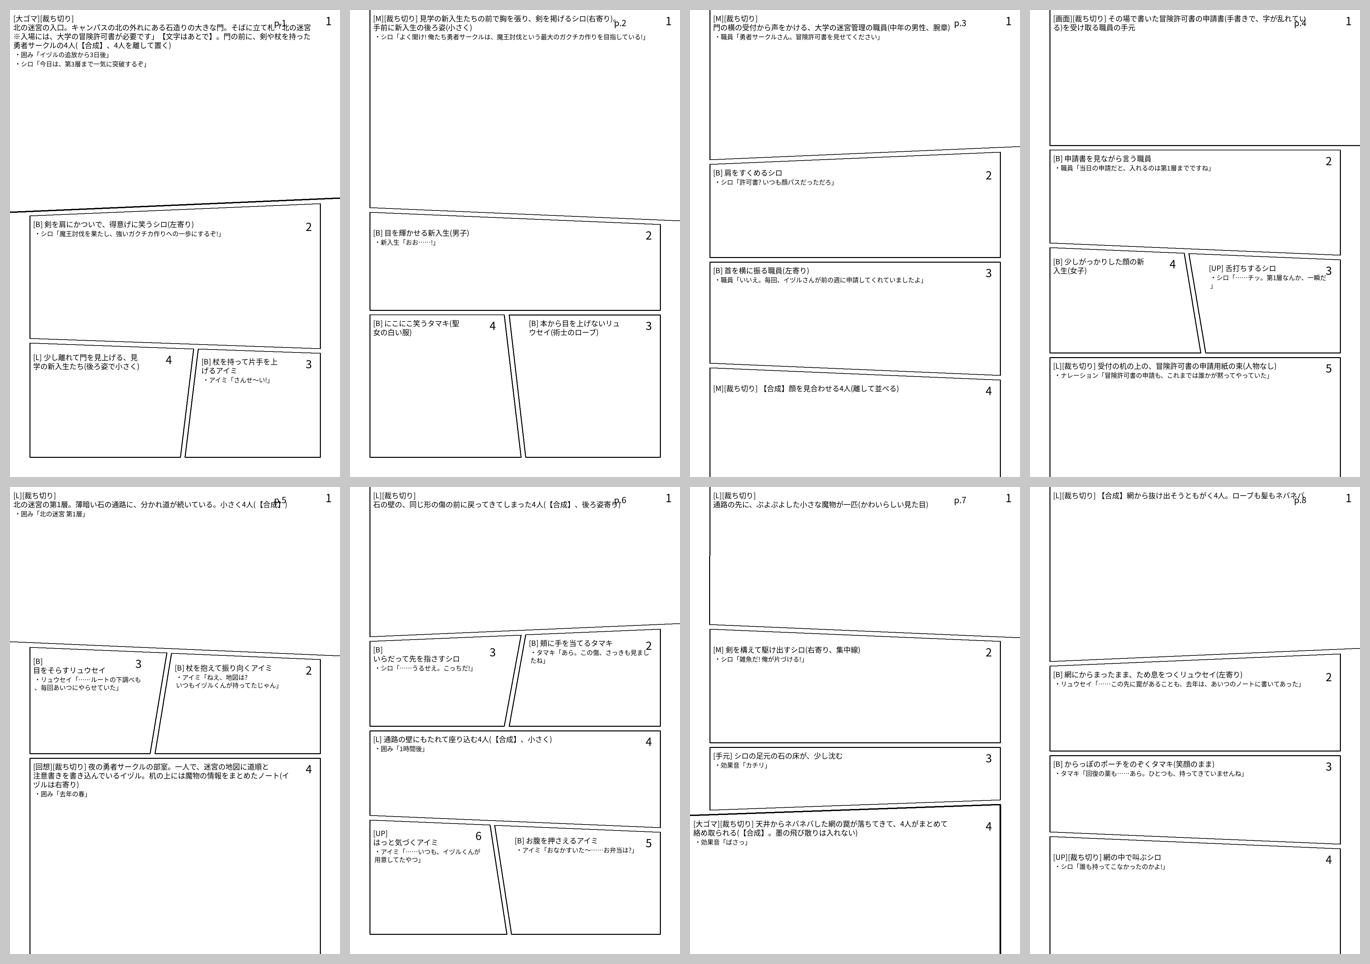 p.1
1
[大ゴマ][裁ち切り]
北の迷宮の入口。キャンパスの北の外れにある石造りの大きな門。そばに立て札「北の迷宮
※入場には、大学の冒険許可書が必要です」【文字はあとで】。門の前に、剣や杖を持った
勇者サークルの4人(【合成】、4人を離して置く)
・囲み「イヅルの追放から3日後」
・シロ「今日は、第3層まで一気に突破するぞ」
2
[B] 剣を肩にかついで、得意げに笑うシロ(左寄り)
・シロ「魔王討伐を果たし、強いガクチカ作りへの一歩にするぞ!」
3
[B] 杖を持って片手を上
げるアイミ
・アイミ「さんせ〜い!」
4
[L] 少し離れて門を見上げる、見
学の新入生たち(後ろ姿で小さく)
p.2
1
[M][裁ち切り] 見学の新入生たちの前で胸を張り、剣を掲げるシロ(右寄り)。
手前に新入生の後ろ姿(小さく)
・シロ「よく聞け! 俺たち勇者サークルは、魔王討伐という最大のガクチカ作りを目指している!」
2
[B] 目を輝かせる新入生(男子)
・新入生「おお……!」
3
[B] 本から目を上げないリュ
ウセイ(術士のローブ)
4
[B] にこにこ笑うタマキ(聖
女の白い服)
p.3
1
[M][裁ち切り]
門の横の受付から声をかける、大学の迷宮管理の職員(中年の男性、腕章)
・職員「勇者サークルさん、冒険許可書を見せてください」
2
[B] 肩をすくめるシロ
・シロ「許可書? いつも顔パスだっただろ」
3
[B] 首を横に振る職員(左寄り)
・職員「いいえ。毎回、イヅルさんが前の週に申請してくれていましたよ」
4
[M][裁ち切り] 【合成】顔を見合わせる4人(離して並べる)
p.4
1
[画面][裁ち切り] その場で書いた冒険許可書の申請書(手書きで、字が乱れてい
る)を受け取る職員の手元
2
[B] 申請書を見ながら言う職員
・職員「当日の申請だと、入れるのは第1層までですね」
3
[UP] 舌打ちするシロ
・シロ「……チッ。第1層なんか、一瞬だ
」
4
[B] 少しがっかりした顔の新
入生(女子)
5
[L][裁ち切り] 受付の机の上の、冒険許可書の申請用紙の束(人物なし)
・ナレーション「冒険許可書の申請も、これまでは誰かが黙ってやっていた」
p.5
1
[L][裁ち切り]
北の迷宮の第1層。薄暗い石の通路に、分かれ道が続いている。小さく4人(【合成】)
・囲み「北の迷宮 第1層」
2
[B] 杖を抱えて振り向くアイミ
・アイミ「ねえ、地図は?
いつもイヅルくんが持ってたじゃん」
3
[B]
目をそらすリュウセイ
・リュウセイ「……ルートの下調べも
、毎回あいつにやらせていた」
4
[回想][裁ち切り] 夜の勇者サークルの部室。一人で、迷宮の地図に道順と
注意書きを書き込んでいるイヅル。机の上には魔物の情報をまとめたノート(イ
ヅルは右寄り)
・囲み「去年の春」
p.6
1
[L][裁ち切り]
石の壁の、同じ形の傷の前に戻ってきてしまった4人(【合成】、後ろ姿寄り)
2
[B] 頬に手を当てるタマキ
・タマキ「あら。この傷、さっきも見まし
たね」
3
[B]
いらだって先を指さすシロ
・シロ「……うるせえ。こっちだ!」
4
[L] 通路の壁にもたれて座り込む4人(【合成】、小さく)
・囲み「1時間後」
5
[B] お腹を押さえるアイミ
・アイミ「おなかすいた〜……お弁当は?」
6
[UP]
はっと気づくアイミ
・アイミ「……いつも、イヅルくんが
用意してたやつ」
p.7
1
[L][裁ち切り]
通路の先に、ぷよぷよした小さな魔物が一匹(かわいらしい見た目)
2
[M] 剣を構えて駆け出すシロ(右寄り、集中線)
・シロ「雑魚だ! 俺が片づける!」
3
[手元] シロの足元の石の床が、少し沈む
・効果音「カチリ」
4
[大ゴマ][裁ち切り] 天井からネバネバした網の罠が落ちてきて、4人がまとめて
絡め取られる(【合成】。墨の飛び散りは入れない)
・効果音「ばさっ」
p.8
1
[L][裁ち切り] 【合成】網から抜け出そうともがく4人。ローブも髪もネバネバ
2
[B] 網にからまったまま、ため息をつくリュウセイ(左寄り)
・リュウセイ「……この先に罠があることも、去年は、あいつのノートに書いてあった」
3
[B] からっぽのポーチをのぞくタマキ(笑顔のまま)
・タマキ「回復の薬も……あら。ひとつも、持ってきていませんね」
4
[UP][裁ち切り] 網の中で叫ぶシロ
・シロ「誰も持ってこなかったのかよ!」